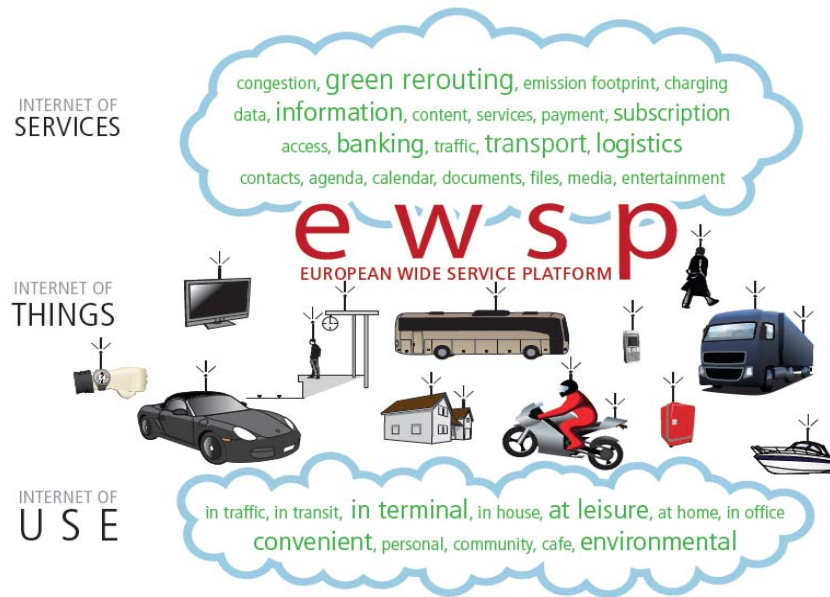 INTERNET OF
SERVICES
congestion, green rerouting, emission footprint, charging
data, information, content, services, payment, subscription
access, banking, traffic, transport, logistics
contacts, agenda, calendar, documents, files, media, entertainment
ewsp
EUROPEAN WIDE SERVICE PLATFORM
INTERNET OF
THINGS
INTERNET OF
USE
in traffic, in transit, in terminal, in house, at leisure, at home, in office
convenient, personal, community, cafe, environmental